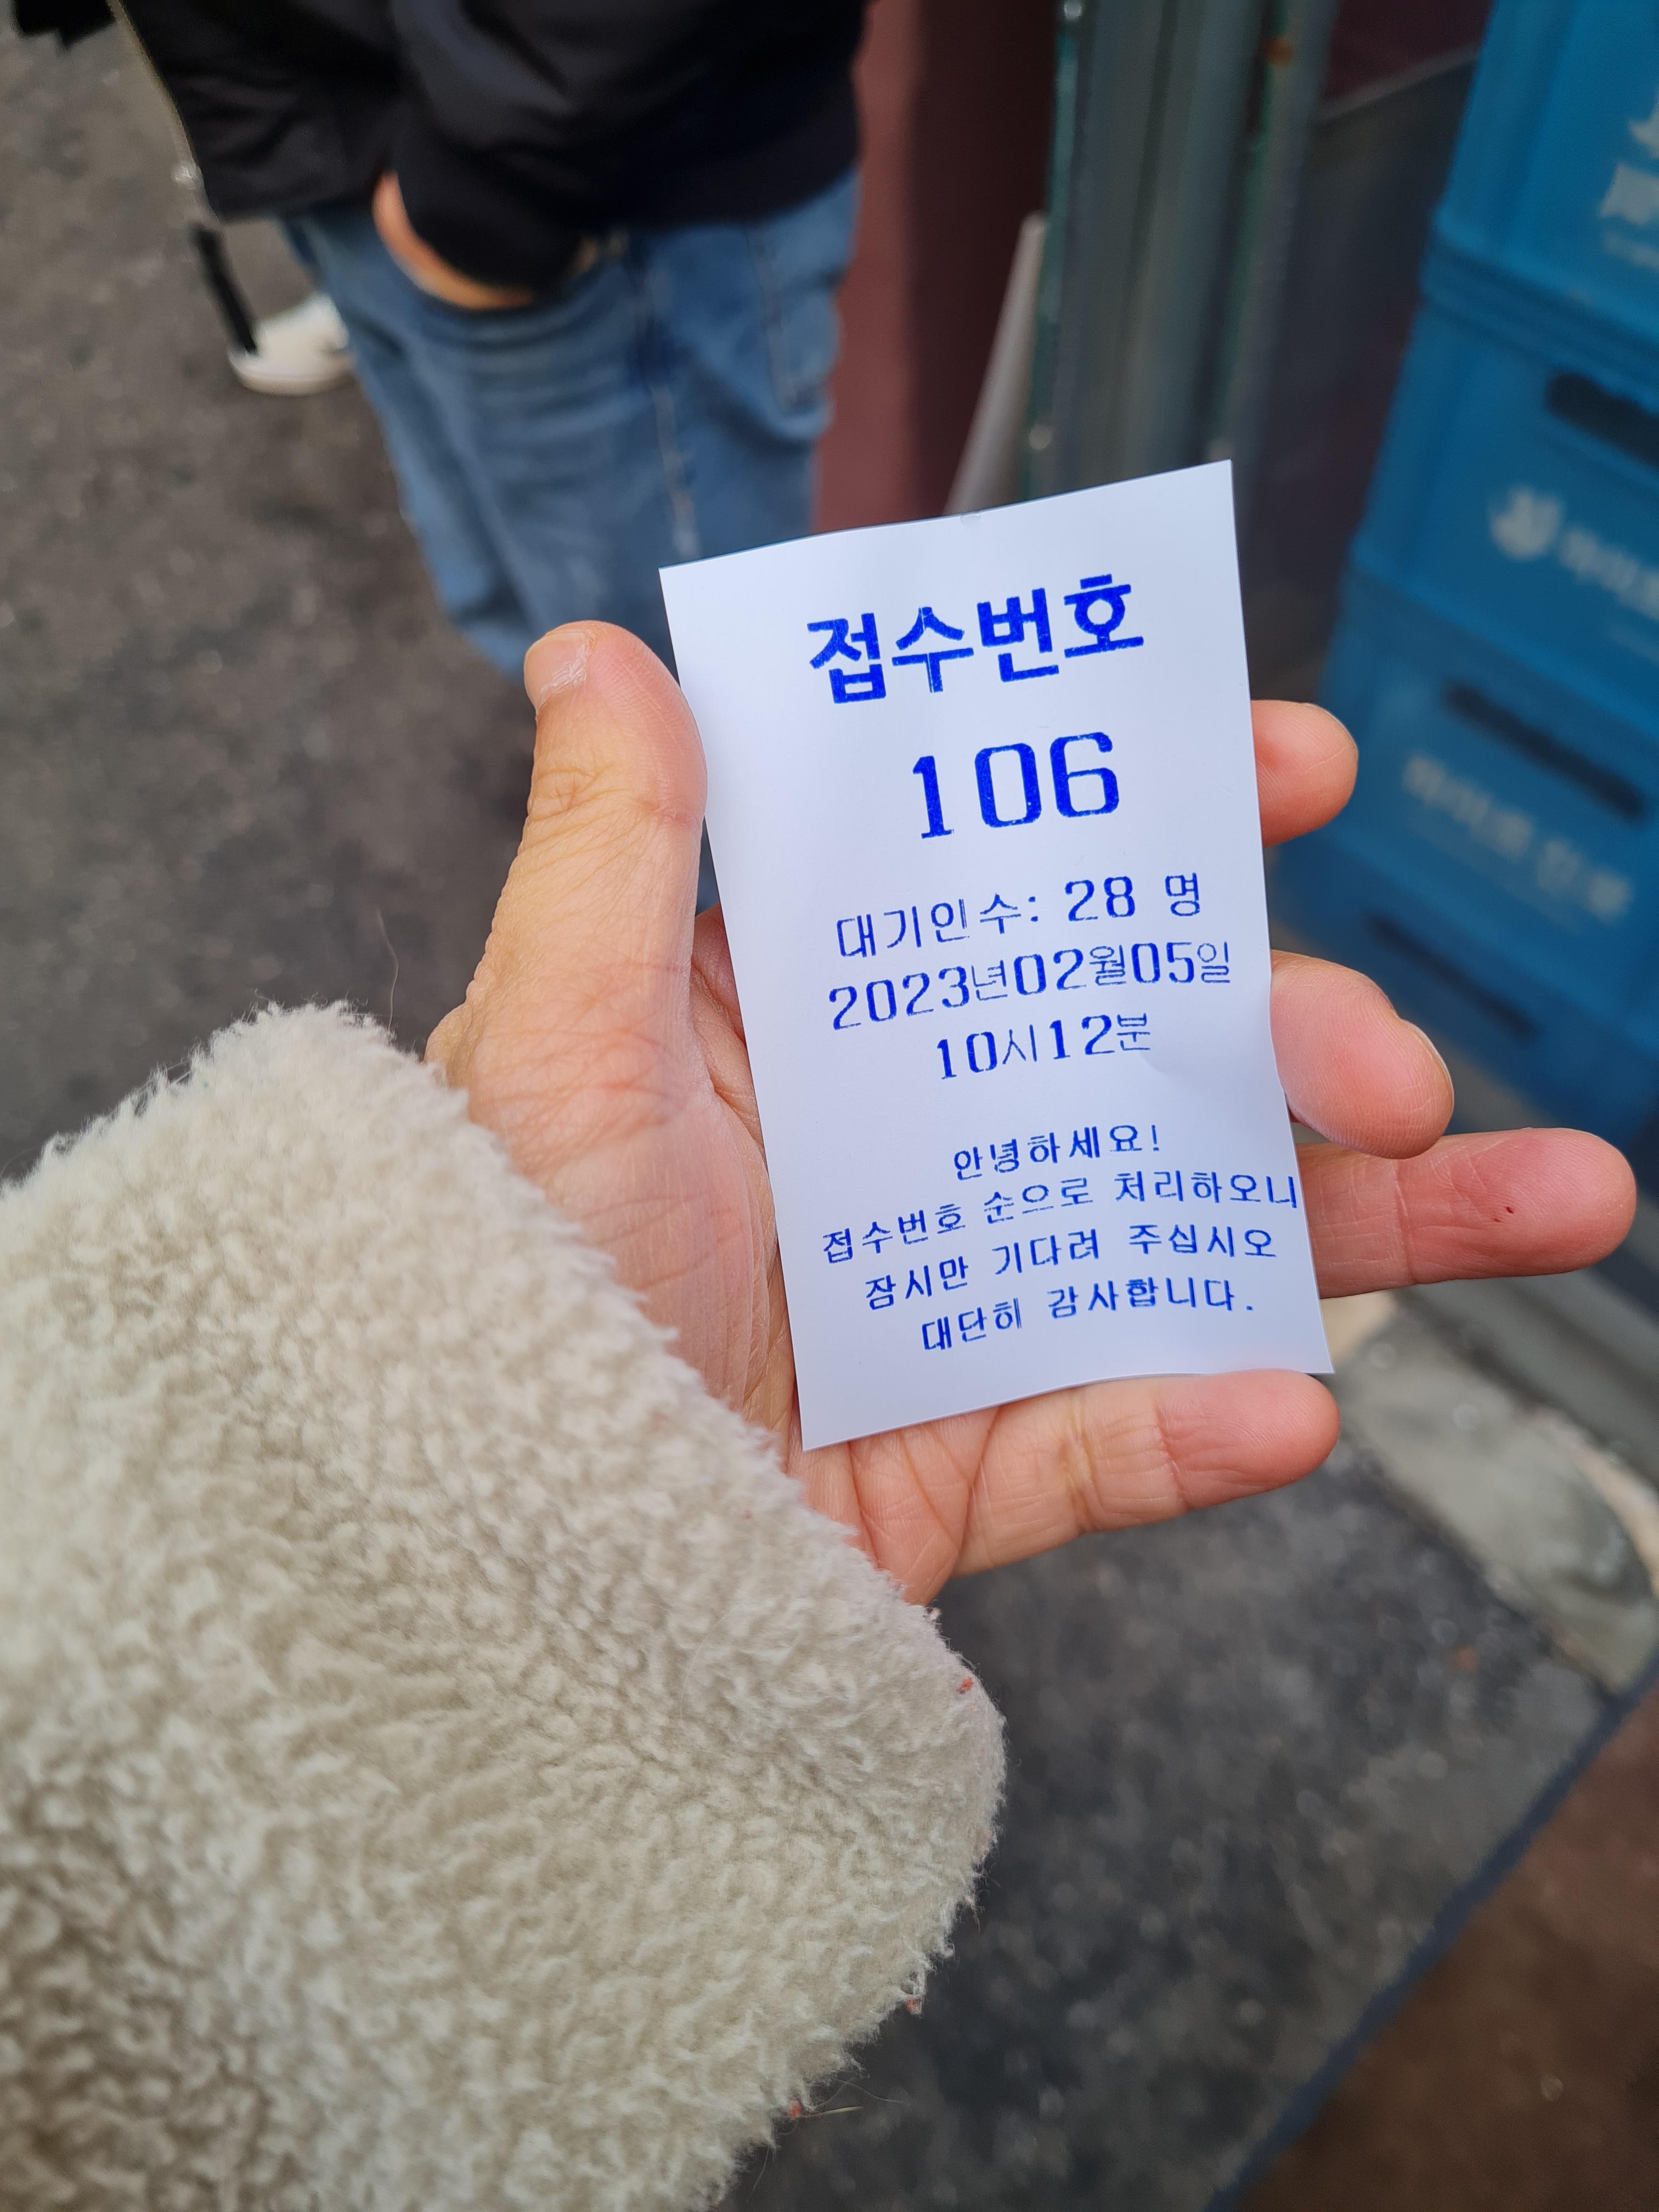 접수번호
106
대기인수: 28 명
2023년02월05일
10시12분
안녕하세요!
접수번호 순으로 처리하오니
잠시만 기다려 주십시오
대단히 감사합니다.